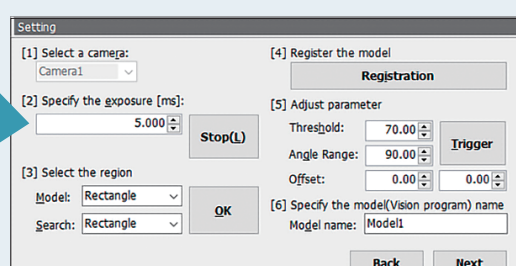 Setting
[1] Select a camera:
Camera1
[2] Specify the exposure [ms]:
5.000
Stop(L)
[3] Select the region
Model: Rectangle
Search: Rectangle
OK
[4] Register the model
Registration
[5] Adjust parameter
Threshold: 70.00
Angle Range: 90.00
Trigger
Offset: 0.00 0.00
[6] Specify the model(Vision program) name
Model name: Model1
Back Next